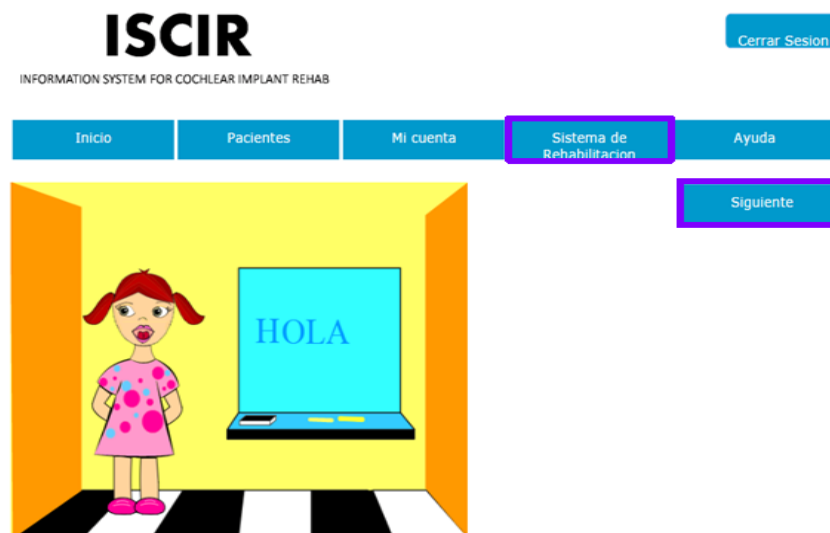 ISCIR
Cerrar Sesion
INFORMATION SYSTEM FOR COCHLEAR IMPLANT REHAB
Inicio
Pacientes
Mi cuenta
Sistema de
Rehabilitacion
Ayuda
Siguiente
HOLA